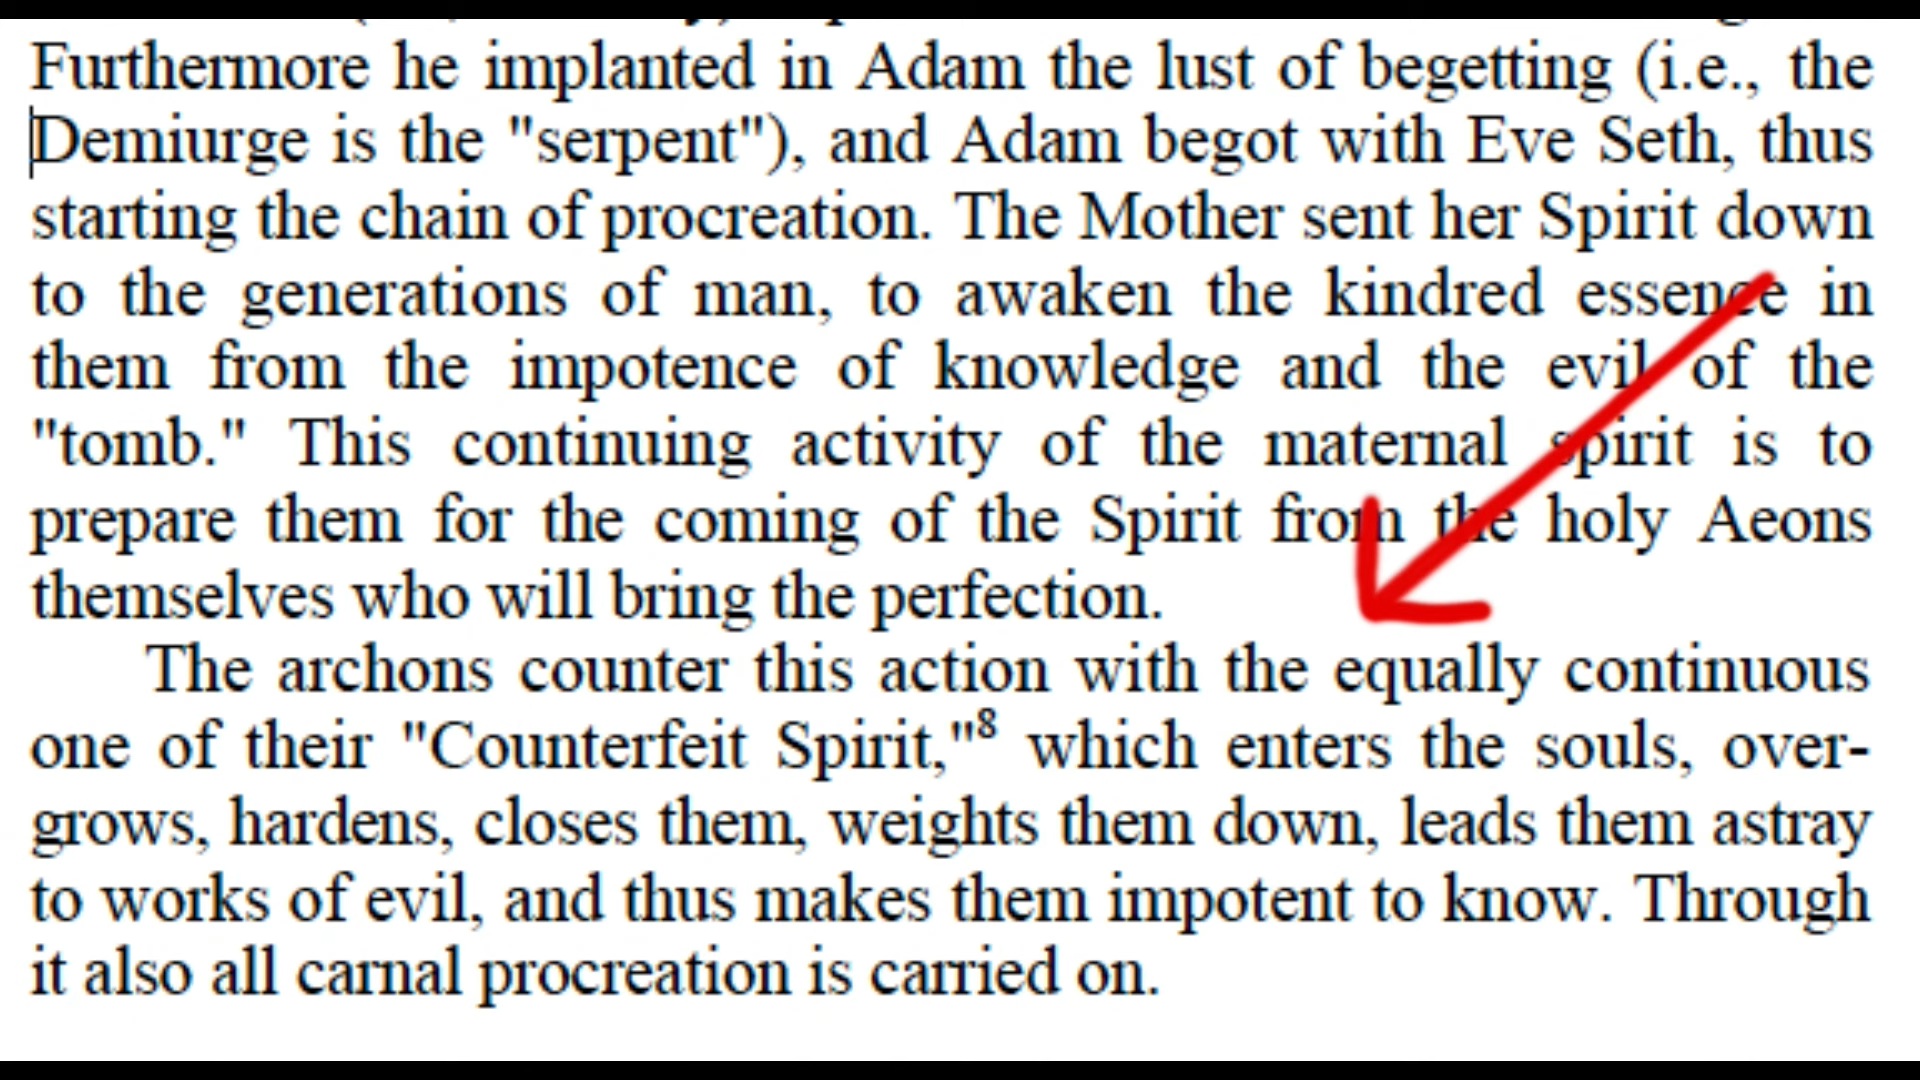 Furthermore he implanted in Adam the lust of begetting (i.e., the
Demiurge is the "serpent"), and Adam begot with Eve Seth, thus
starting the chain of procreation. The Mother sent her Spirit down
to the generations of man, to awaken the kindred essence in
them from the impotence of knowledge and the evil of the
"tomb." This continuing activity of the maternal spirit is to
prepare them for the coming of the Spirit from the holy Aeons
themselves who will bring the perfection.
The archons counter this action with the equally continuous
one of their "Counterfeit Spirit,"8 which enters the souls, over-
grows, hardens, closes them, weights them down, leads them astray
to works of evil, and thus makes them impotent to know. Through
it also all carnal procreation is carried on.